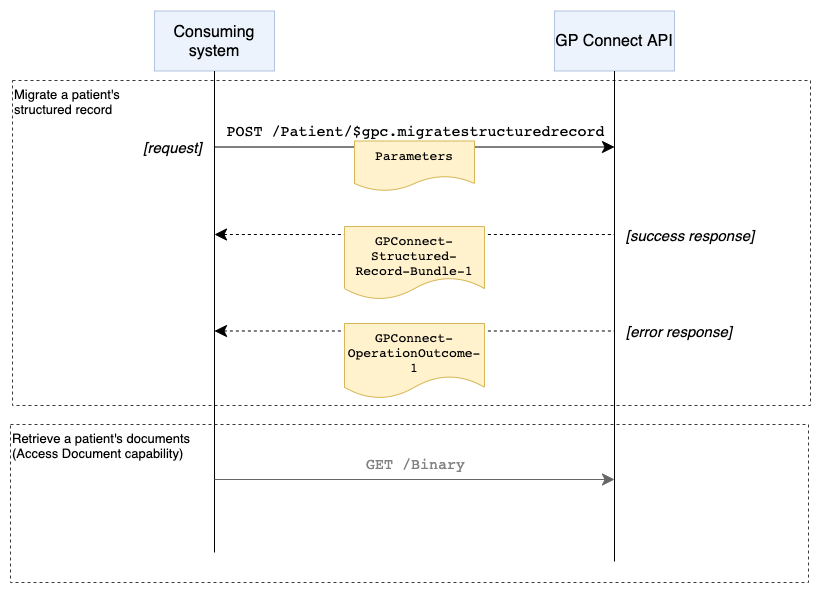 Consuming
system
GP Connect API
Migrate a patient's
structured record
POST /Patient/$gpc.migratestructuredrecord
[request]
Parameters
[success response]
GPConnect-
Structured-
Record-Bundle-1
[error response]
GPConnect-
OperationOutcome-
1
Retrieve a patient's documents
(Access Document capability)
GET /Binary